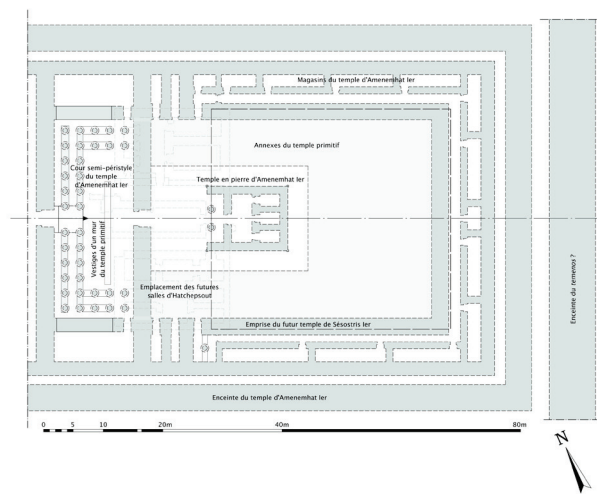 Magasins du temple d'Amenemhat Ier
Annexes du temple primitif
Cour semi-péristyle
du temple
d'Amenemhat Ier
Temple en pierre d'Amenemhat Ier
Vestiges d'un mur
du temple primitif
Emplacement des futures
salles d'Hatchepsout
Enceinte du temenos ?
Emprise du futur temple de Sésostris Ier
Enceinte du temple d'Amenemhat Ier
0 5 10 20m 40m 80m
N